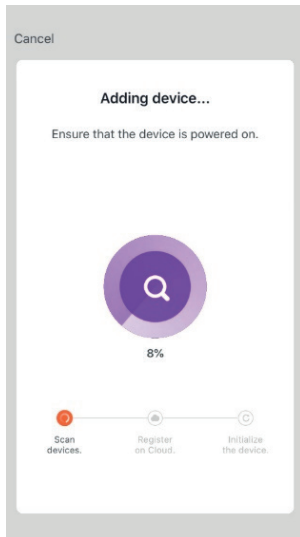 Cancel
Adding device...
Ensure that the device is powered on.
8%
Scan
devices.
Register
on Cloud.
Initialize
the device.